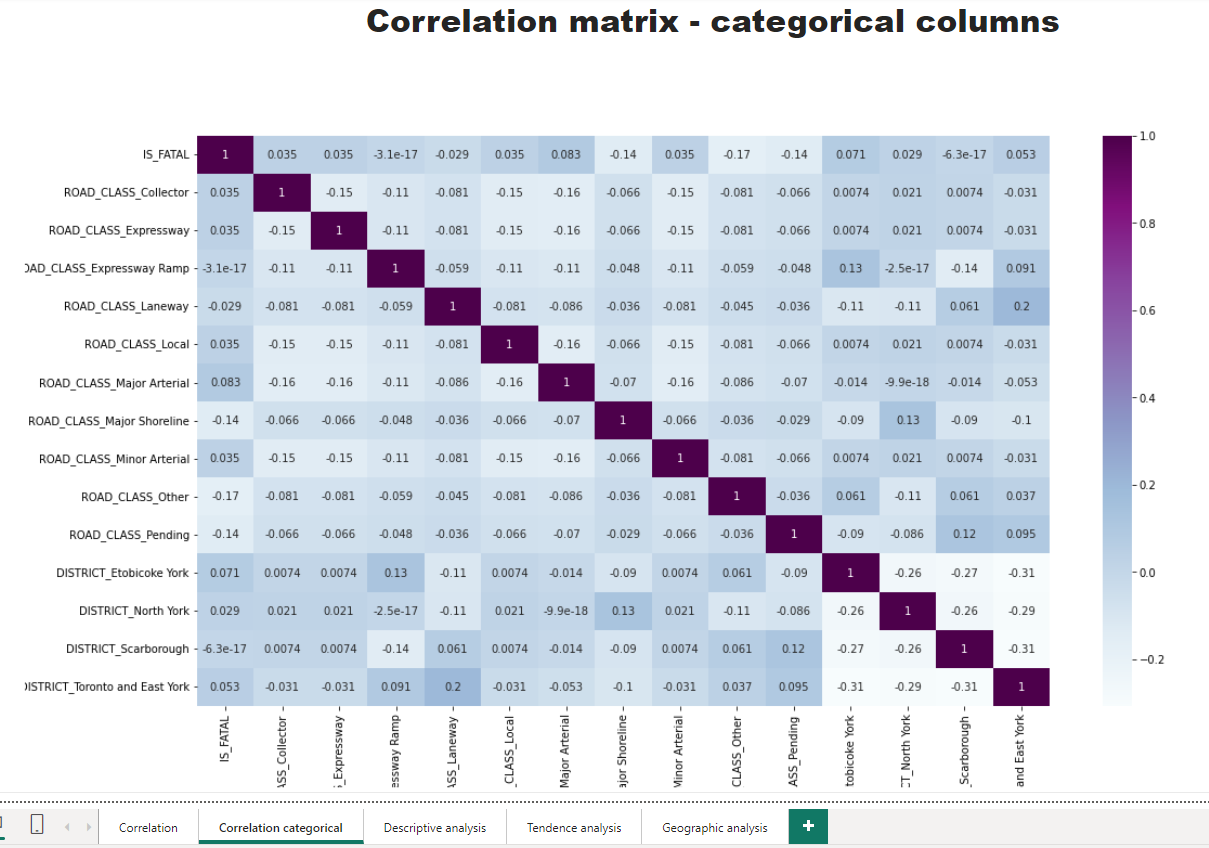 Correlation matrix - categorical columns
IS_FATAL 1 0.035 0.035 -3.1e-17 -0.029 0.035 0.083 -0.14 0.035 -0.17 -0.14 0.071 0.029 -6.3e-17 0.053
ROAD_CLASS_Collector 0.035 1 -0.15 -0.11 -0.081 -0.15 -0.16 -0.066 -0.15 -0.081 -0.066 0.0074 0.021 0.0074 -0.031
ROAD_CLASS_Expressway 0.035 -0.15 1 -0.11 -0.081 -0.15 -0.16 -0.066 -0.15 -0.081 -0.066 0.0074 0.021 0.0074 -0.031
OAD_CLASS_Expressway Ramp -3.1e-17 -0.11 -0.11 1 -0.059 -0.11 -0.11 -0.048 -0.11 -0.059 -0.048 0.13 -2.5e-17 -0.14 0.091
ROAD_CLASS_Laneway -0.029 -0.081 -0.081 -0.059 1 -0.081 -0.086 -0.036 -0.081 -0.045 -0.036 -0.11 -0.11 0.061 0.2
ROAD_CLASS_Local 0.035 -0.15 -0.15 -0.11 -0.081 1 -0.16 -0.066 -0.15 -0.081 -0.066 0.0074 0.021 0.0074 -0.031
ROAD_CLASS_Major Arterial 0.083 -0.16 -0.16 -0.11 -0.086 -0.16 1 -0.07 -0.16 -0.086 -0.07 -0.014 -9.9e-18 -0.014 -0.053
ROAD_CLASS_Major Shoreline -0.14 -0.066 -0.066 -0.048 -0.036 -0.066 -0.07 1 -0.066 -0.036 -0.029 -0.09 0.13 -0.09 -0.1
ROAD_CLASS_Minor Arterial 0.035 -0.15 -0.15 -0.11 -0.081 -0.15 -0.16 -0.066 1 -0.081 -0.066 0.0074 0.021 0.0074 -0.031
ROAD_CLASS_Other -0.17 -0.081 -0.081 -0.059 -0.045 -0.081 -0.086 -0.036 -0.081 1 -0.036 0.061 -0.11 0.061 0.037
ROAD_CLASS_Pending -0.14 -0.066 -0.066 -0.048 -0.036 -0.066 -0.07 -0.029 -0.066 -0.036 1 -0.09 -0.086 0.12 0.095
DISTRICT_Etobicoke York 0.071 0.0074 0.0074 0.13 -0.11 0.0074 -0.014 -0.09 0.0074 0.061 -0.09 1 -0.26 -0.27 -0.31
DISTRICT_North York 0.029 0.021 0.021 -2.5e-17 -0.11 0.021 -9.9e-18 0.13 0.021 -0.11 -0.086 -0.26 1 -0.26 -0.29
DISTRICT_Scarborough -6.3e-17 0.0074 0.0074 -0.14 0.061 0.0074 -0.014 -0.09 0.0074 0.061 0.12 -0.27 -0.26 1 -0.31
ISTRICT_Toronto and East York 0.053 -0.031 -0.031 0.091 0.2 -0.031 -0.053 -0.1 -0.031 0.037 0.095 -0.31 -0.29 -0.31 1
IS_FATAL
ASS_Collector
_Expressway
essway Ramp
ASS_Laneway
CLASS_Local
Major Arterial
ajor Shoreline
Minor Arterial
CLASS_Other
ASS_Pending
tobicoke York
CT_North York
_Scarborough
and East York
1.0
0.8
0.6
0.4
0.2
0.0
-0.2
Correlation Correlation categorical Descriptive analysis Tendence analysis Geographic analysis +